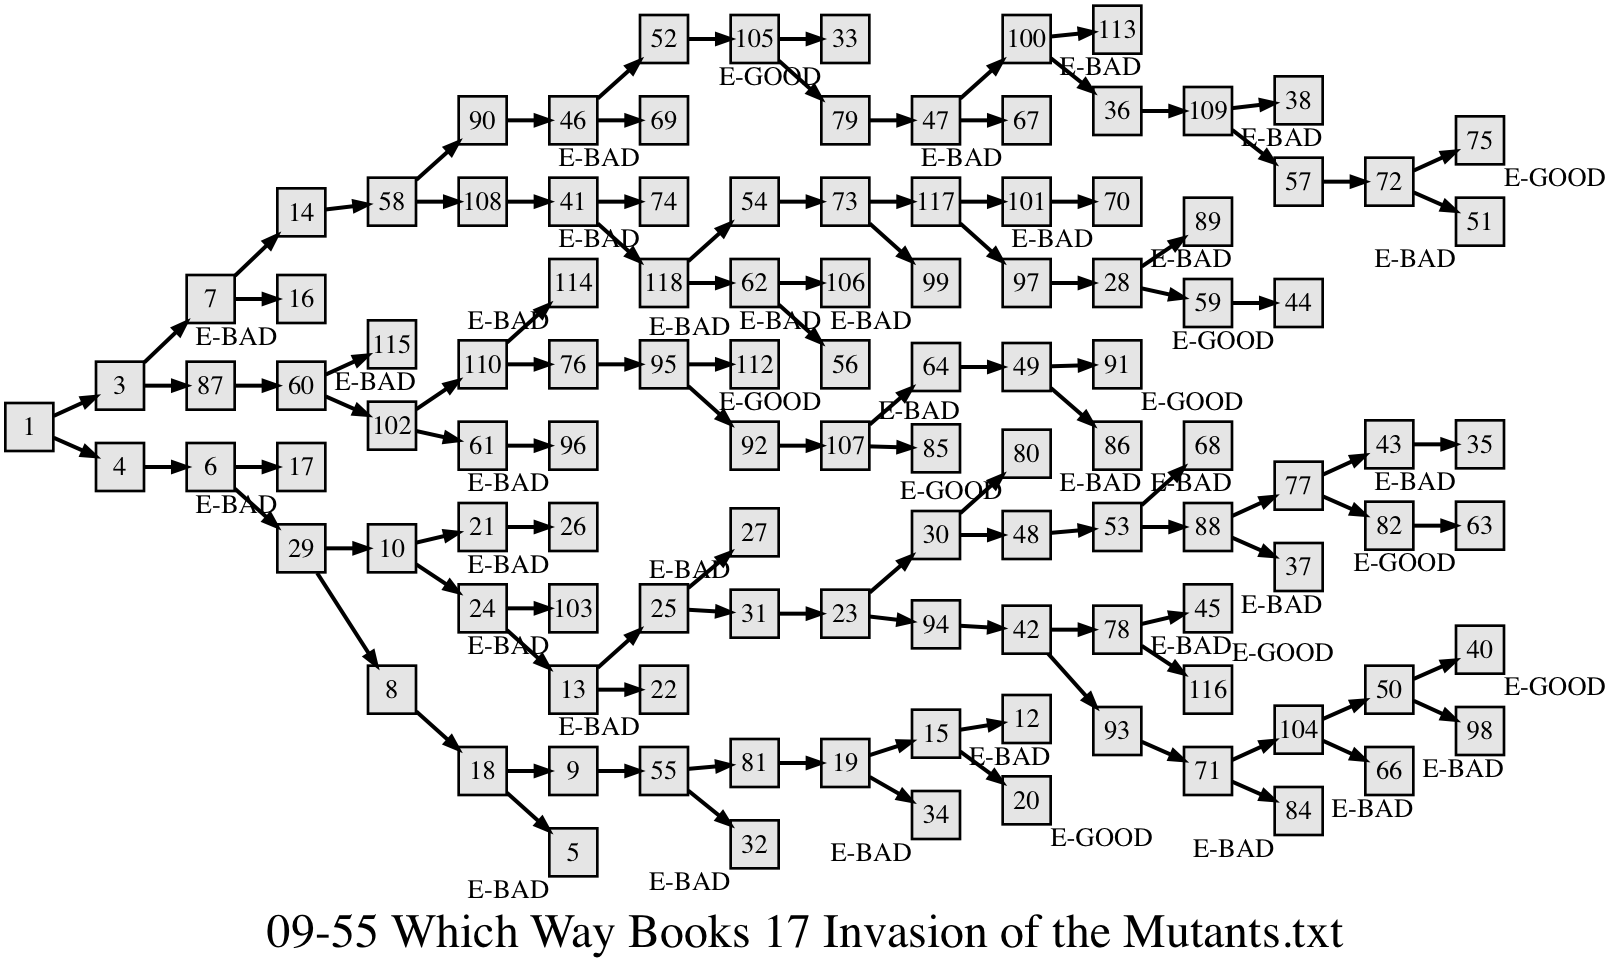 52 105 33 100 113
E-GOOD E-BAD
90 46 69 79 47 67 36 109 38
E-BAD E-BAD E-BAD
75
57 72 E-GOOD
14 58 108 41 74 54 73 117 101 70 89 51
E-BAD E-BAD E-BAD E-BAD
7 16 114 118 62 106 99 97 28 59 44
E-BAD E-BAD E-BAD E-BAD E-BAD E-GOOD
115
3 87 60 E-BAD 110 76 95 112 56 64 49 91
102 E-GOOD E-BAD E-GOOD
1 61 96 92 107 85 80 86 68 43 35
E-BAD E-GOOD E-BAD E-BAD E-BAD
4 6 17 77
E-BAD
29 10 21 26 27 30 48 53 88 82 63
E-BAD E-BAD E-GOOD
37
24 103 25 31 23 94 42 78 45 E-BAD
E-BAD E-BAD E-GOOD
40
8 13 22 116 50 E-GOOD
E-BAD
15 12 93 104 98
18 9 55 81 19 E-BAD 71 66 E-BAD
20 84 E-BAD
5 32 34 E-GOOD E-BAD
E-BAD E-BAD E-BAD
09-55 Which Way Books 17 Invasion of the Mutants.txt